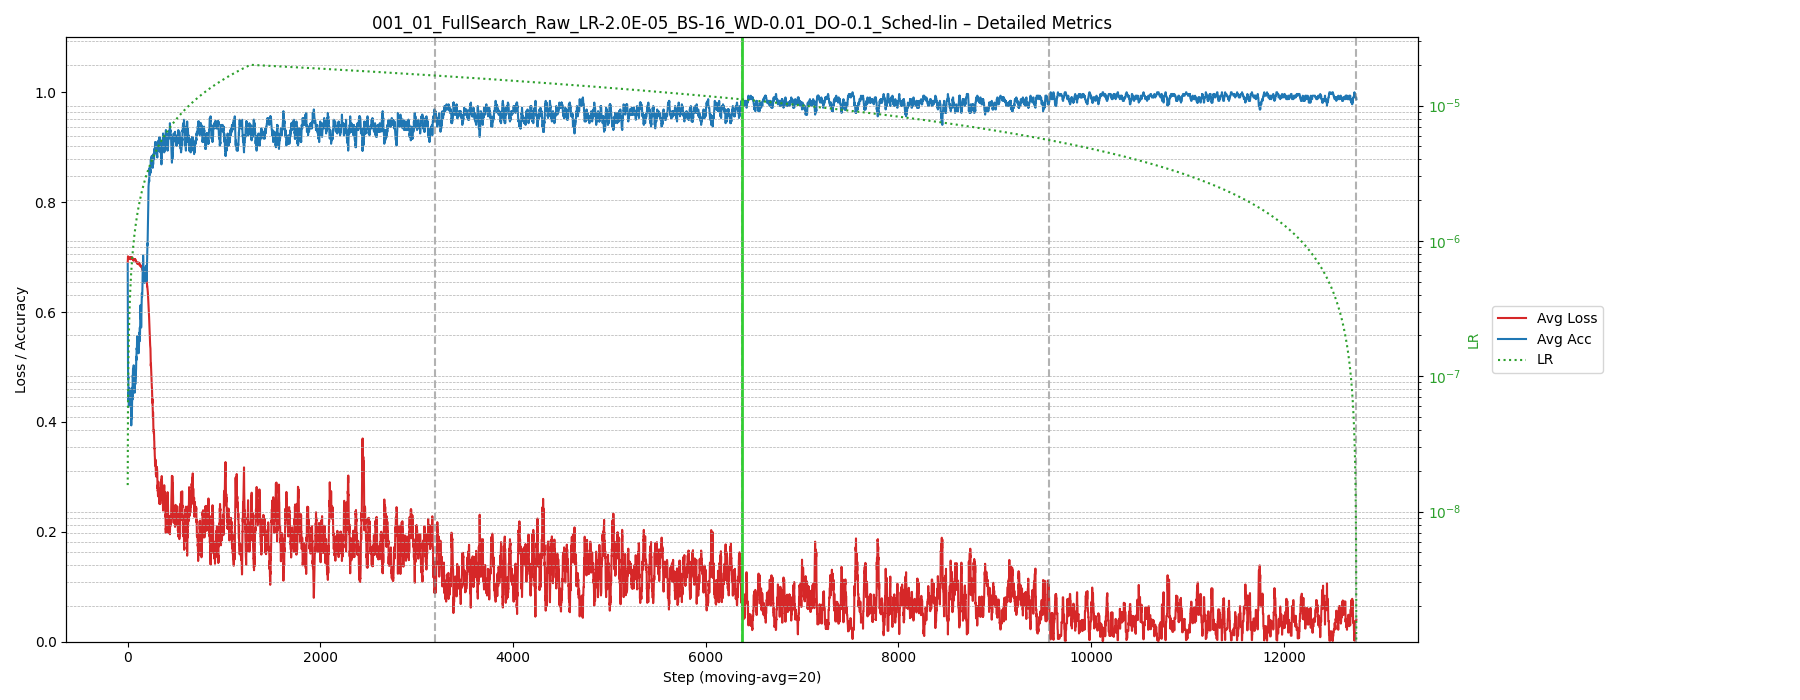 001_01_FullSearch_Raw_LR-2.0E-05_BS-16_WD-0.01_DO-0.1_Sched-lin – Detailed Metrics
1.0
0.8
0.6
0.4
0.2
0.0
Loss / Accuracy
0
2000
4000
6000
8000
10000
12000
Step (moving-avg=20)
10⁻⁵
10⁻⁶
10⁻⁷
10⁻⁸
LR
Avg Loss
Avg Acc
LR